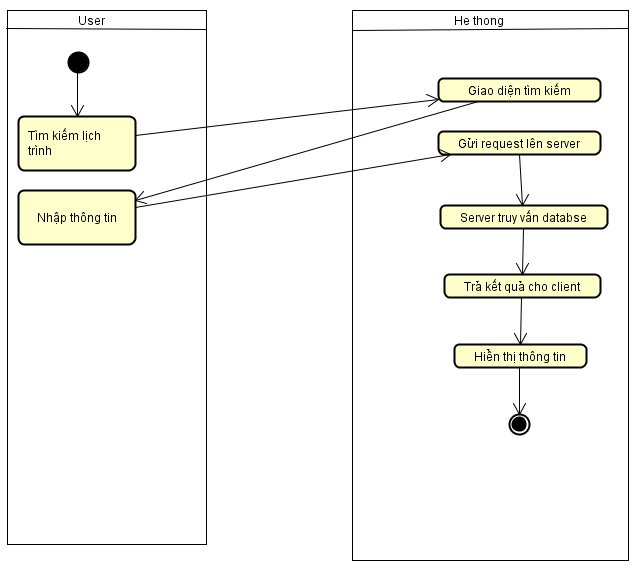 User
He thong
Giao diện tìm kiếm
Tìm kiếm lịch
trình
Gửi request lên server
Nhập thông tin
Server truy vấn databse
Trả kết quả cho client
Hiển thị thông tin